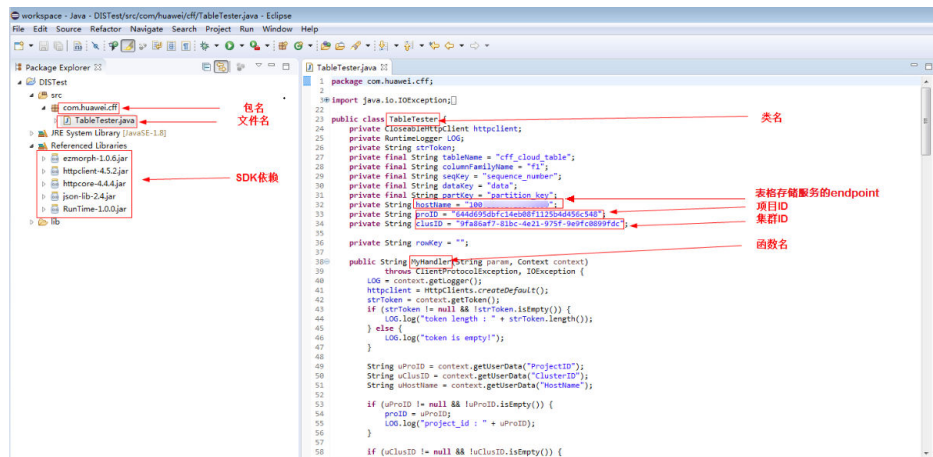 workspace - Java - DISTest/src/com/huawei/cff/TableTester.java - Eclipse
File Edit Source Refactor Navigate Search Project Run Window Help
Package Explorer
DISTest
src
com.huawei.cff
TableTester.java
JRE System Library [JavaSE-1.8]
Referenced Libraries
ezmorph-1.0.6.jar
httpclient-4.5.2.jar
httpcore-4.4.4.jar
json-lib-2.4.jar
RunTime-1.0.0.jar
lib
包名
文件名
SDK依赖
TableTester.java
1 package com.huawei.cff;
2
3 import java.io.IOException;
22
23 public class TableTester {
24 private CloseableHttpClient httpclient;
25 private RuntimeLogger LOG;
26 private String strToken;
27 private final String tableName = "cff_cloud_table";
28 private final String columnFamilyName = "f1";
29 private final String seqKey = "sequence_number";
30 private final String dataKey = "data";
31 private final String partKey = "partition_key";
32 private String hostName = "100
33 private String proID = "644d695dbfc14eb08f1125b4d456c548";
34 private String clusID = "9fa86af7-81bc-4e21-975f-9e9fc0899fdc";
35
36 private String rowKey = "";
37
38 public String MyHandler(String param, Context context)
39 throws ClientProtocolException, IOException {
40 LOG = context.getLogger();
41 httpclient = HttpClients.createDefault();
42 strToken = context.getToken();
43 if (strToken != null && !strToken.isEmpty()) {
44 LOG.log("token length : " + strToken.length());
45 } else {
46 LOG.log("token is empty!");
47 }
48
49 String uProID = context.getUserData("ProjectID");
50 String uClusID = context.getUserData("ClusterID");
51 String uHostName = context.getUserData("HostName");
52
53 if (uProID != null && !uProID.isEmpty()) {
54 proID = uProID;
55 LOG.log("project_id : " + uProID);
56 }
57
58 if (uClusID != null && !uClusID.isEmpty()) {
类名
表格存储服务的endpoint
项目ID
集群ID
函数名